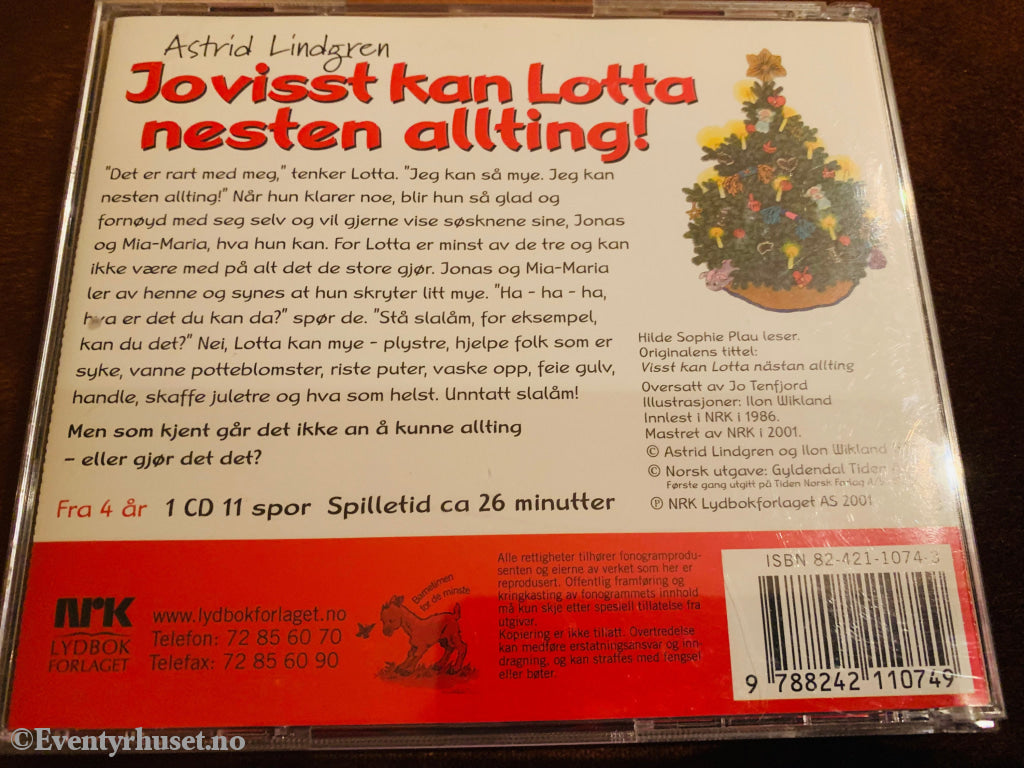 Astrid Lindgren
Jo visst kan Lotta
nesten allting!
"Det er rart med meg," tenker Lotta. "Jeg kan så mye. Jeg kan
nesten allting!" Når hun klarer noe, blir hun så glad og
fornøyd med seg selv og vil gjerne vise søsknene sine, Jonas
og Mia-Maria, hva hun kan. For Lotta er minst av de tre og kan
ikke være med på alt det de store gjør. Jonas og Mia-Maria
ler av henne og synes at hun skryter litt mye. "Ha - ha - ha,
hva er det du kan da?" spør de. "Stå slalåm, for eksempel,
kan du det?" Nei, Lotta kan mye - plystre, hjelpe folk som er
syke, vanne potteblomster, riste puter, vaske opp, feie gulv,
handle, skaffe juletre og hva som helst. Unntatt slalåm!
Men som kjent går det ikke an å kunne allting
– eller gjør det det?
Fra 4 år 1 CD 11 spor Spilletid ca 26 minutter
Hilde Sophie Plau leser.
Originalens tittel:
Visst kan Lotta nästan allting
Oversatt av Jo Tenfjord
Illustrasjoner: Ilon Wikland
Innlest i NRK i 1986.
Mastret av NRK i 2001.
© Astrid Lindgren og Ilon Wikland
© Norsk utgave: Gyldendal Tiden
Første gang utgitt på Tiden Norsk Forlag A/S
℗ NRK Lydbokforlaget AS 2001
NRK
LYDBOK
FORLAGET
www.lydbokforlaget.no
Telefon: 72 85 60 70
Telefax: 72 85 60 90
Barnetimen
for de minste
Alle rettigheter tilhører fonogramprodu-
senten og eierne av verket som her er
reprodusert. Offentlig framføring og
kringkasting av fonogrammets innhold
må kun skje etter spesiell tillatelse fra
utgiver.
Kopiering er ikke tillatt. Overtredelse
kan medføre erstatningsansvar og inn-
dragning, og kan straffes med fengsel
eller bøter.
ISBN 82-421-1074-3
9 788242 110749
©Eventyrhuset.no